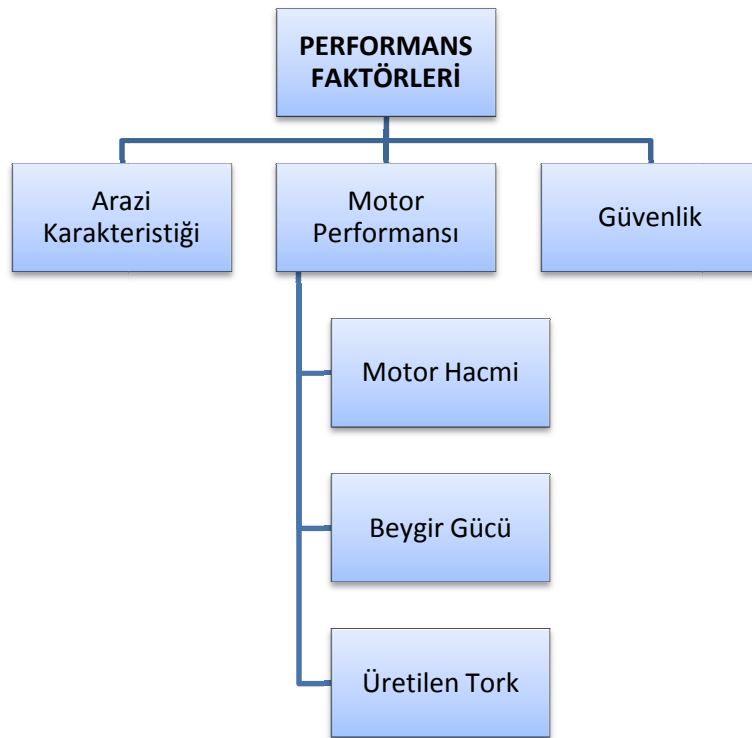 PERFORMANS
FAKTÖRLERİ
Arazi
Karakteristiği
Motor
Performansı
Güvenlik
Motor Hacmi
Beygir Gücü
Üretilen Tork